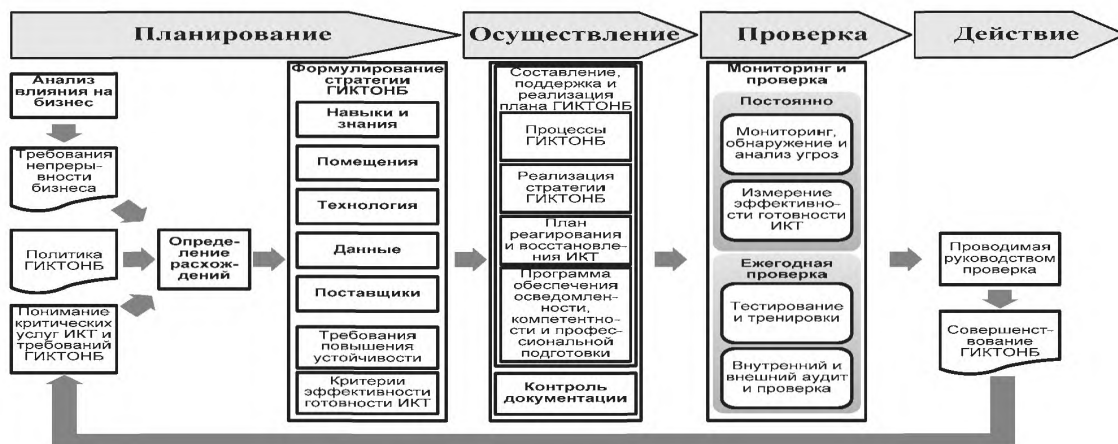 Планирование
Осуществление
Проверка
Действие
Анализ
влияния на
бизнес
Требования
непреры-
вности
бизнеса
Политика
ГИКТОНБ
Понимание
критических
услуг ИКТ и
требований
ГИКТОНБ
Опреде-
ление
расхож-
дений
Формулирование
стратегии
ГИКТОНБ
Навыки и
знания
Помещения
Технология
Данные
Поставщики
Требования
повышения
устойчивости
Критерии
эффективности
готовности ИКТ
Составление,
поддержка и
реализация
плана ГИКТОНБ
Процессы
ГИКТОНБ
Реализация
стратегии
ГИКТОНБ
План
реагирования
и восстановле-
ния ИКТ
Программа
обеспечения
осведомлен-
ности,
компетентно-
сти и профес-
сиональной
подготовки
Контроль
документации
Мониторинг и
проверка
Постоянно
Мониторинг,
обнаружение и
анализ угроз
Измерение
эффективно-
сти готовности
ИКТ
Ежегодная
проверка
Тестирование
и тренировки
Внутренний и
внешний аудит
и проверка
Проводимая
руководством
проверка
Совершенст-
вование
ГИКТОНБ